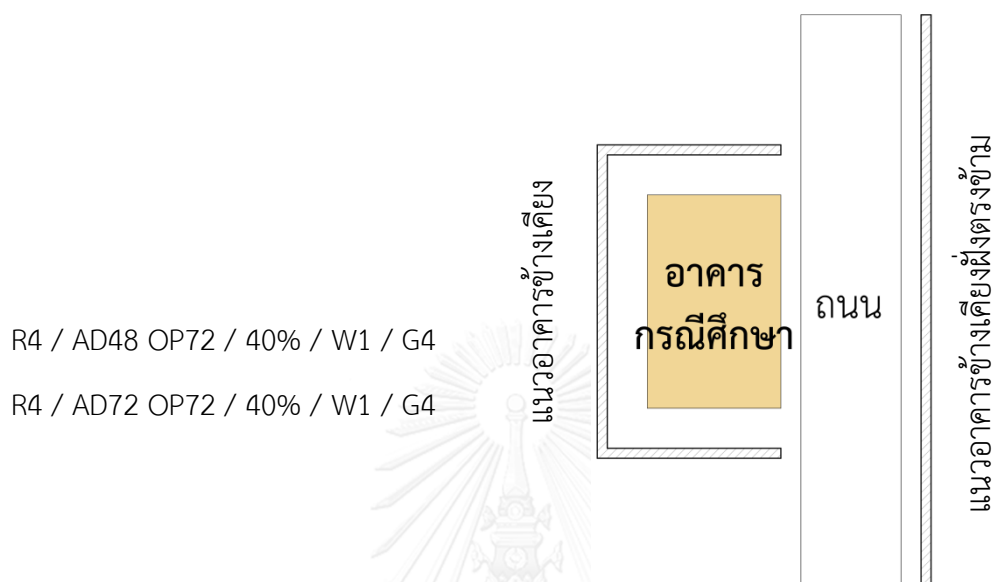 R4 / AD48 OP72 / 40% / W1 / G4
R4 / AD72 OP72 / 40% / W1 / G4
แนวอาคารข้างเคียง
อาคาร
กรณีศึกษา
ถนน
แนวอาคารข้างเคียงฝั่งตรงข้าม